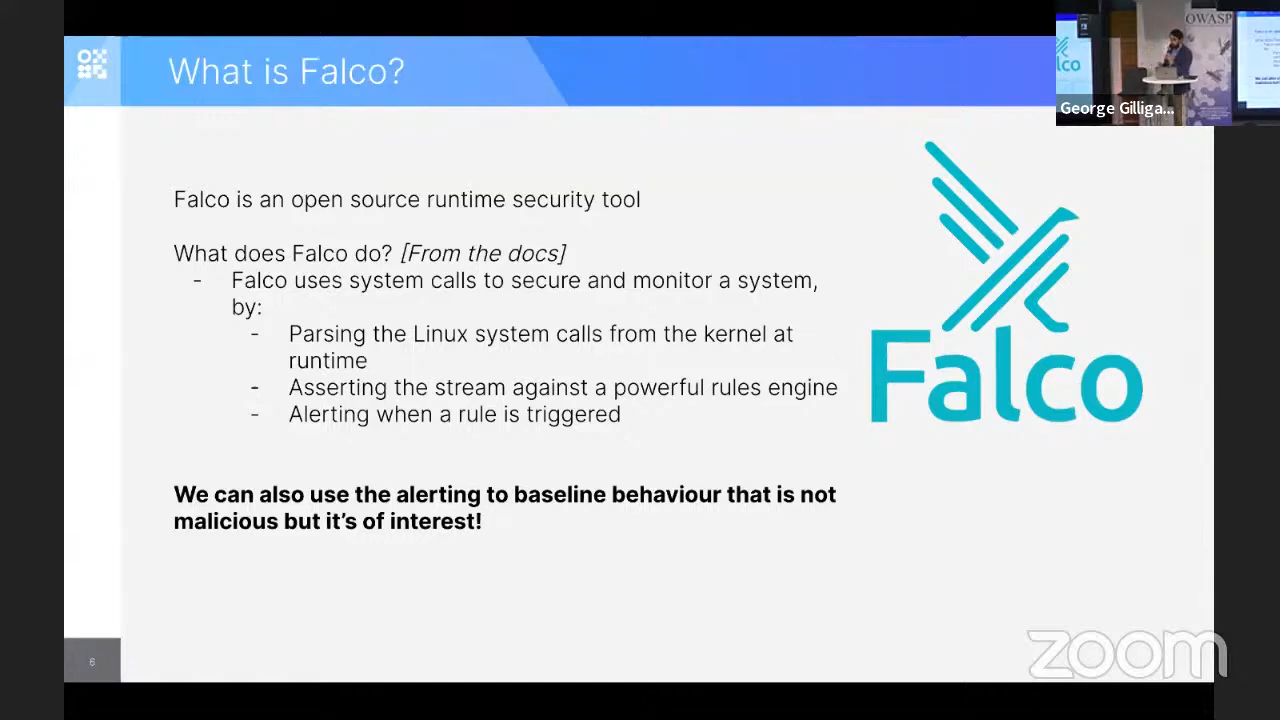 What is Falco?
OWASP
George Gilliga...
Falco is an open source runtime security tool
What does Falco do? [From the docs]
- Falco uses system calls to secure and monitor a system,
by:
- Parsing the Linux system calls from the kernel at
runtime
- Asserting the stream against a powerful rules engine
- Alerting when a rule is triggered
We can also use the alerting to baseline behaviour that is not
malicious but it's of interest!
Falco
6
zoom